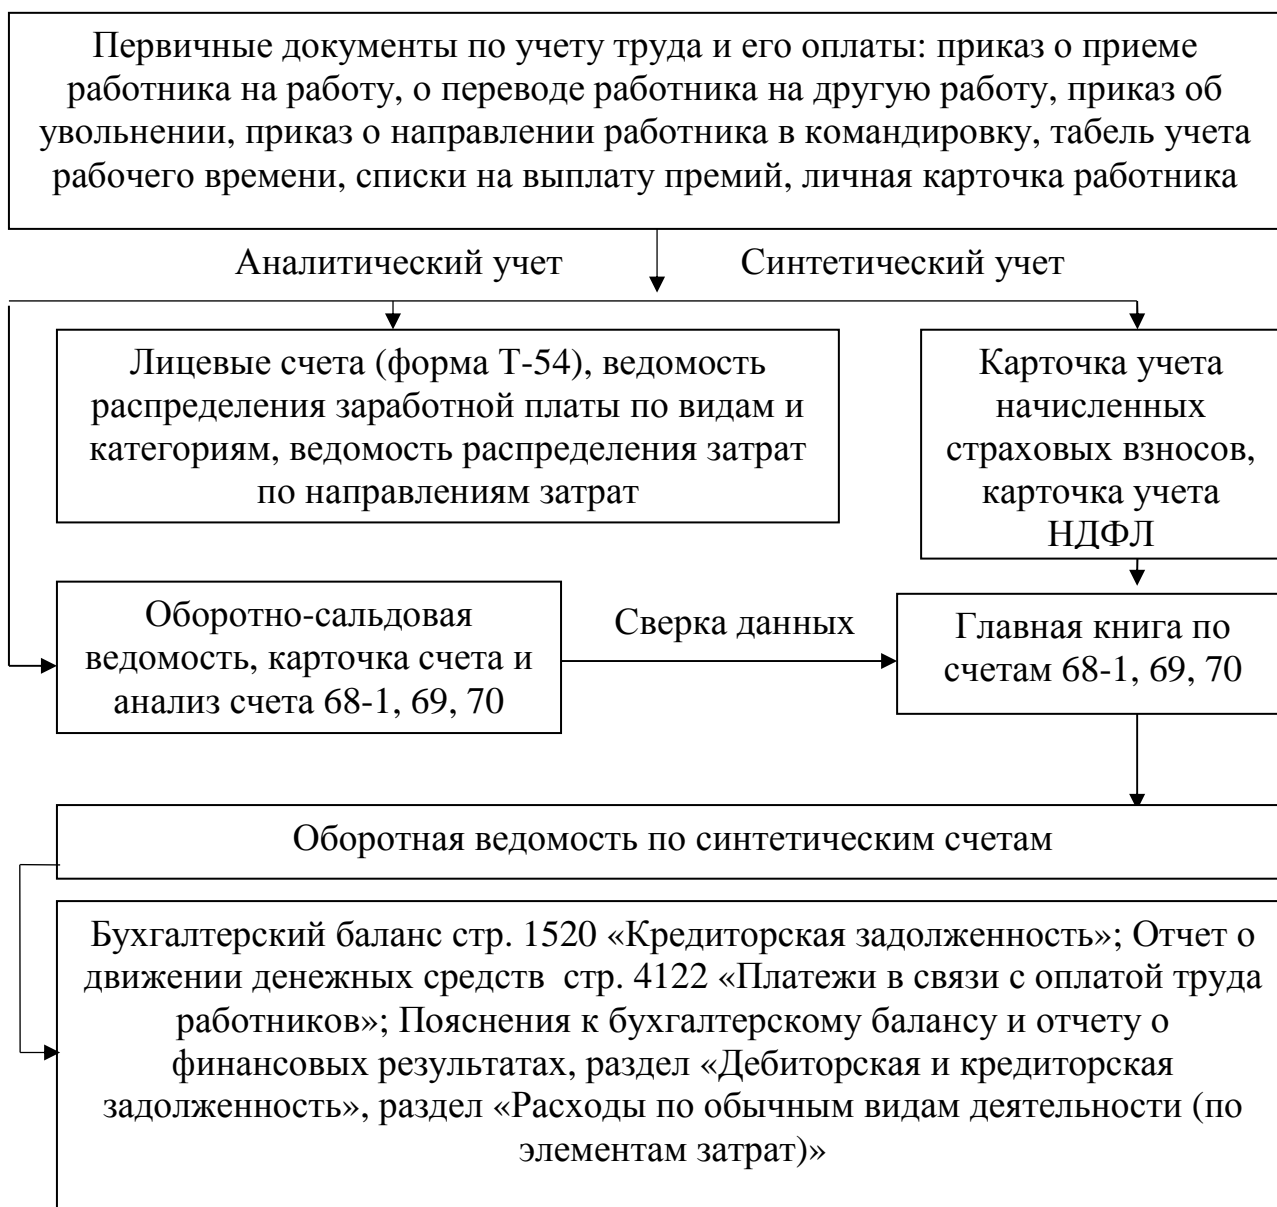 Первичные документы по учету труда и его оплаты: приказ о приеме
работника на работу, о переводе работника на другую работу, приказ об
увольнении, приказ о направлении работника в командировку, табель учета
рабочего времени, списки на выплату премий, личная карточка работника
Аналитический учет
Синтетический учет
Лицевые счета (форма Т-54), ведомость
распределения заработной платы по видам и
категориям, ведомость распределения затрат
по направлениям затрат
Карточка учета
начисленных
страховых взносов,
карточка учета
НДФЛ
Оборотно-сальдовая
ведомость, карточка счета и
анализ счета 68-1, 69, 70
Сверка данных
Главная книга по
счетам 68-1, 69, 70
Оборотная ведомость по синтетическим счетам
Бухгалтерский баланс стр. 1520 «Кредиторская задолженность»; Отчет о
движении денежных средств  стр. 4122 «Платежи в связи с оплатой труда
работников»; Пояснения к бухгалтерскому балансу и отчету о
финансовых результатах, раздел «Дебиторская и кредиторская
задолженность», раздел «Расходы по обычным видам деятельности (по
элементам затрат)»